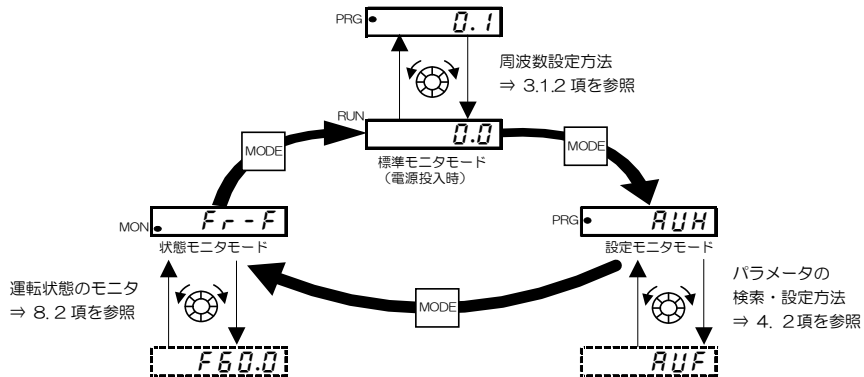 PRG
0.1
周波数設定方法
⇒ 3.1.2 項を参照
RUN
0.0
MODE
MODE
標準モニタモード
(電源投入時)
MON
Fr-F
状態モニタモード
PRG
AUH
設定モニタモード
運転状態のモニタ
⇒ 8.2 項を参照
MODE
パラメータの
検索・設定方法
⇒ 4. 2項を参照
F60.0
AUF